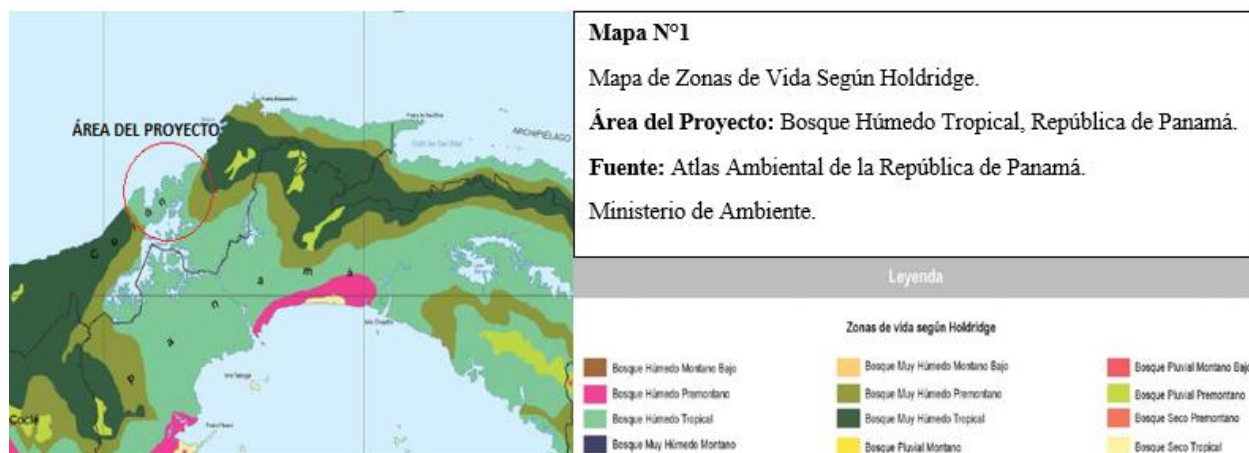 Mapa N°1
Mapa de Zonas de Vida Según Holdridge.
Área del Proyecto: Bosque Húmedo Tropical, República de Panamá.
Fuente: Atlas Ambiental de la República de Panamá.
Ministerio de Ambiente.
ÁREA DEL PROYECTO
ARCHIPIÉLAGO
C o l ó n
P a n a m á
Coclé
Leyenda
Zonas de vida según Holdridge
Bosque Húmedo Montano Bajo
Bosque Húmedo Premontano
Bosque Húmedo Tropical
Bosque Muy Húmedo Montano
Bosque Muy Húmedo Montano Bajo
Bosque Muy Húmedo Premontano
Bosque Muy Húmedo Tropical
Bosque Pluvial Montano
Bosque Pluvial Montano Bajo
Bosque Pluvial Premontano
Bosque Seco Premontano
Bosque Seco Tropical